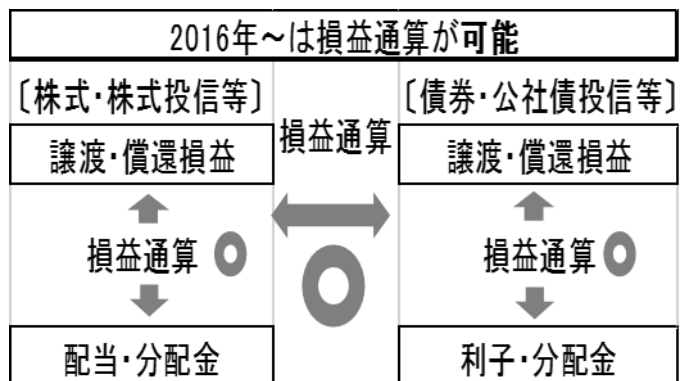 2016年～は損益通算が可能
〔株式・株式投信等〕
譲渡・償還損益
損益通算
配当・分配金
損益通算
〔債券・公社債投信等〕
譲渡・償還損益
損益通算
利子・分配金